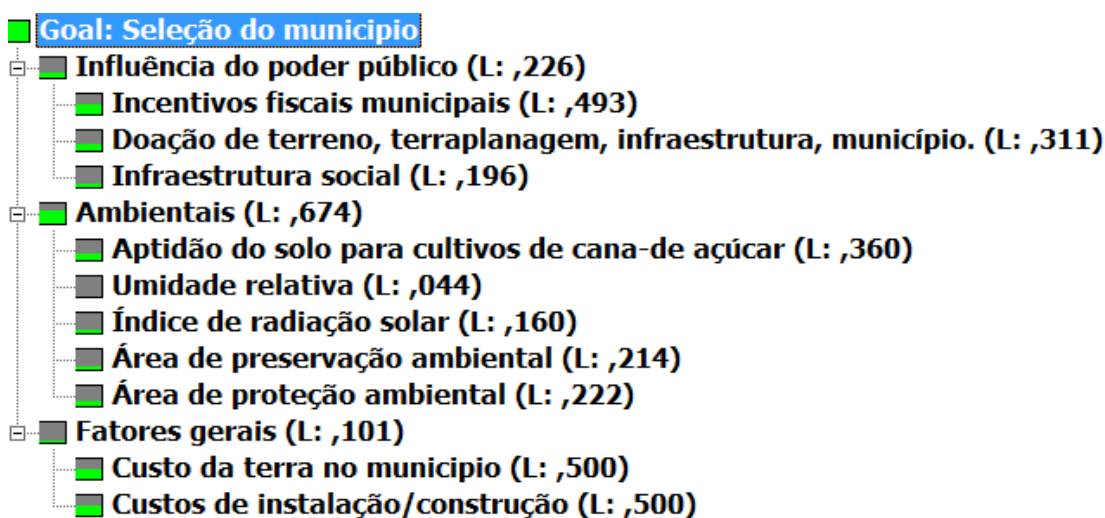 Goal: Seleção do municipio
Influência do poder público (L: ,226)
Incentivos fiscais municipais (L: ,493)
Doação de terreno, terraplanagem, infraestrutura, município. (L: ,311)
Infraestrutura social (L: ,196)
Ambientais (L: ,674)
Aptidão do solo para cultivos de cana-de açúcar (L: ,360)
Umidade relativa (L: ,044)
Índice de radiação solar (L: ,160)
Área de preservação ambiental (L: ,214)
Área de proteção ambiental (L: ,222)
Fatores gerais (L: ,101)
Custo da terra no municipio (L: ,500)
Custos de instalação/construção (L: ,500)